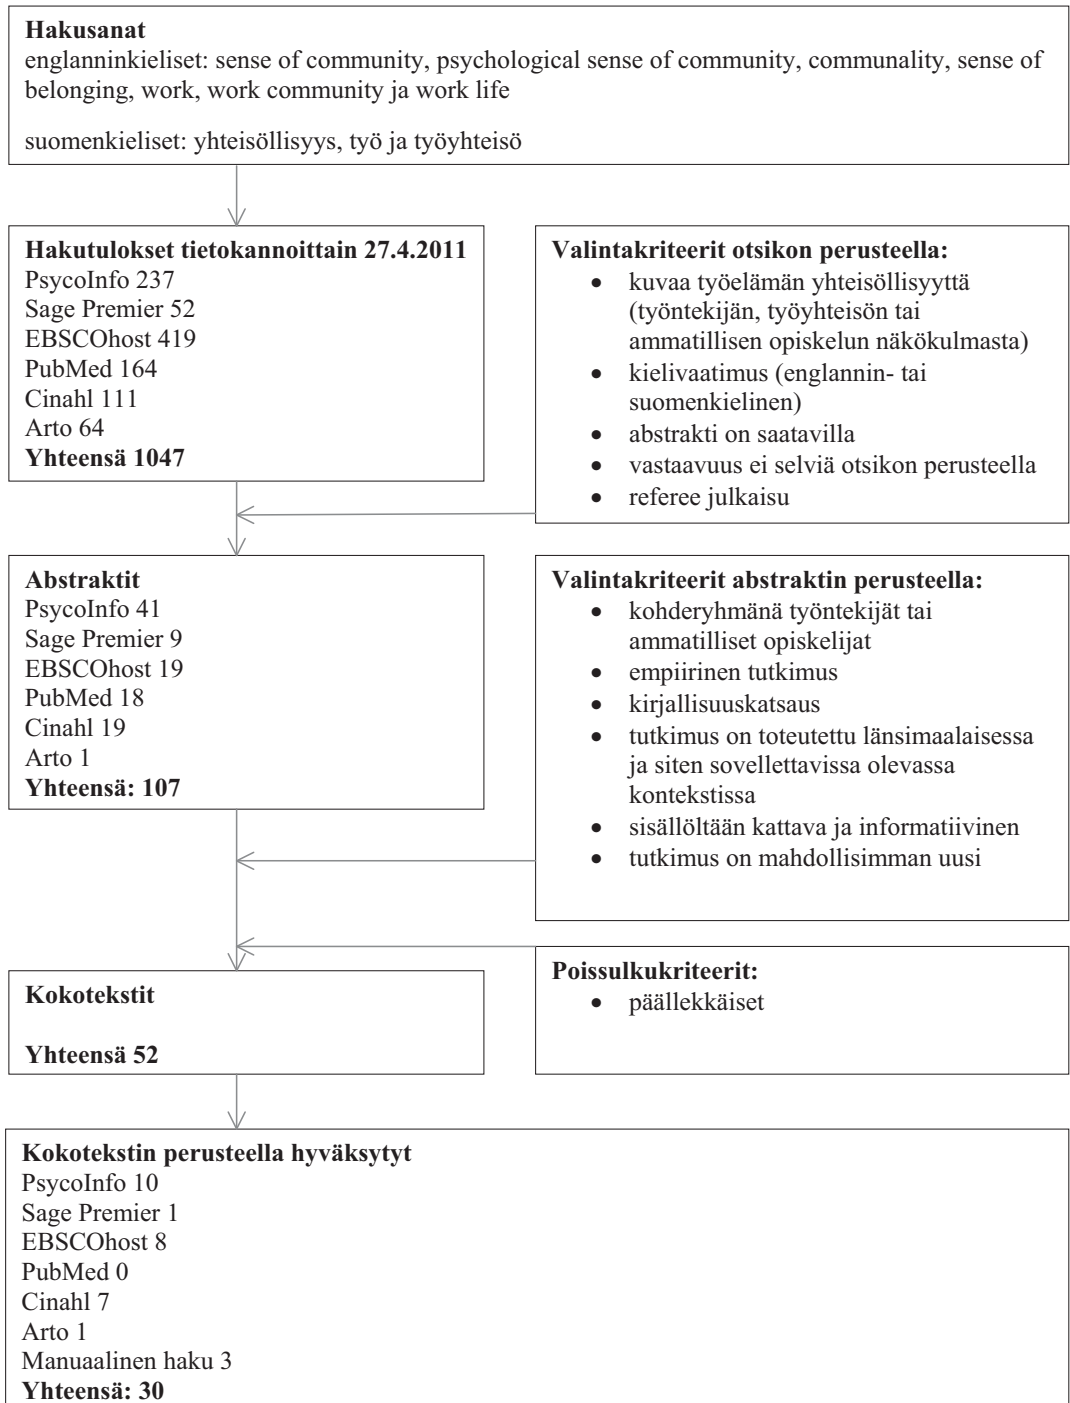 Hakusanat
englanninkieliset: sense of community, psychological sense of community, communality, sense of
belonging, work, work community ja work life
suomenkieliset: yhteisöllisyys, työ ja työyhteisö
Hakutulokset tietokannoittain 27.4.2011
PsycoInfo 237
Sage Premier 52
EBSCOhost 419
PubMed 164
Cinahl 111
Arto 64
Yhteensä 1047
Valintakriteerit otsikon perusteella:
• kuvaa työelämän yhteisöllisyyttä
(työntekijän, työyhteisön tai
ammatillisen opiskelun näkökulmasta)
• kielivaatimus (englannin- tai
suomenkielinen)
• abstrakti on saatavilla
• vastaavuus ei selviä otsikon perusteella
• referee julkaisu
Abstraktit
PsycoInfo 41
Sage Premier 9
EBSCOhost 19
PubMed 18
Cinahl 19
Arto 1
Yhteensä: 107
Valintakriteerit abstraktin perusteella:
• kohderyhmänä työntekijät tai
ammatilliset opiskelijat
• empiirinen tutkimus
• kirjallisuuskatsaus
• tutkimus on toteutettu länsimaalaisessa
ja siten sovellettavissa olevassa
kontekstissa
• sisällöltään kattava ja informatiivinen
• tutkimus on mahdollisimman uusi
Kokotekstit
Yhteensä 52
Poissulkukriteerit:
• päällekkäiset
Kokotekstin perusteella hyväksytyt
PsycoInfo 10
Sage Premier 1
EBSCOhost 8
PubMed 0
Cinahl 7
Arto 1
Manuaalinen haku 3
Yhteensä: 30